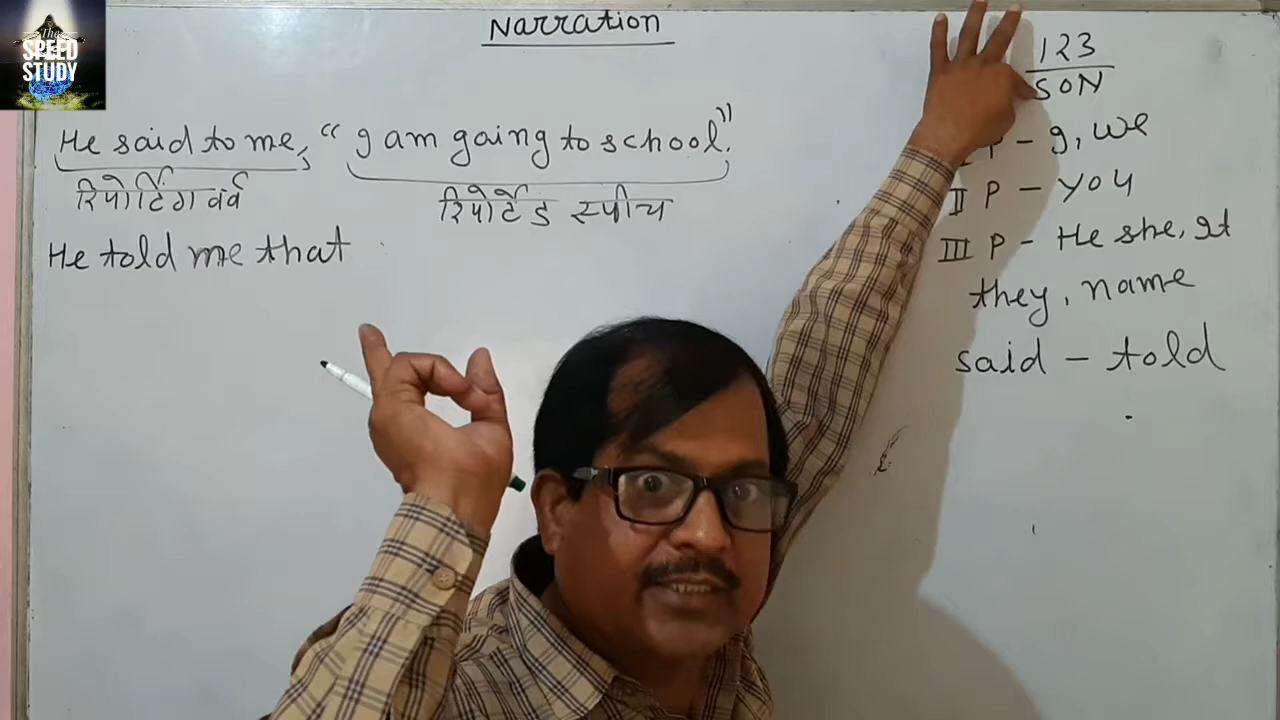 The
SPEED
STUDY
Narration
He said to me, “I am going to school.”
रिपोर्टिंग वर्व
रिपोर्टेड स्पीच
He told me that
123
SON
P - I, we
II P - you
III P - He she, It
they, name
said - told